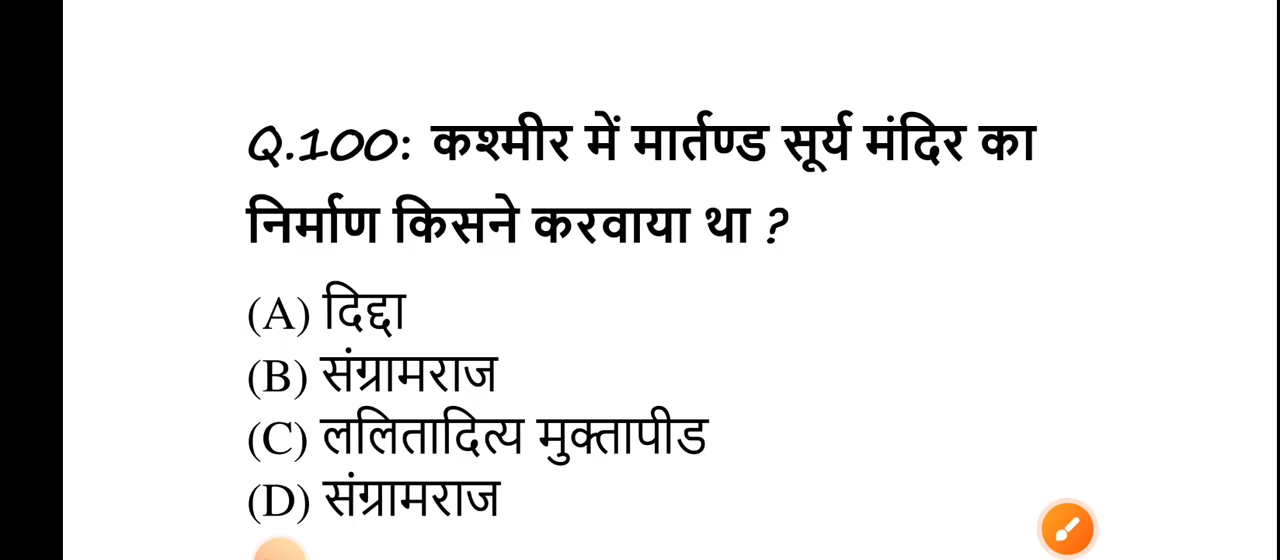 Q.100: कश्मीर में मार्तण्ड सूर्य मंदिर का
निर्माण किसने करवाया था ?
(A) दिद्दा
(B) संग्रामराज
(C) ललितादित्य मुक्तापीड
(D) संग्रामराज